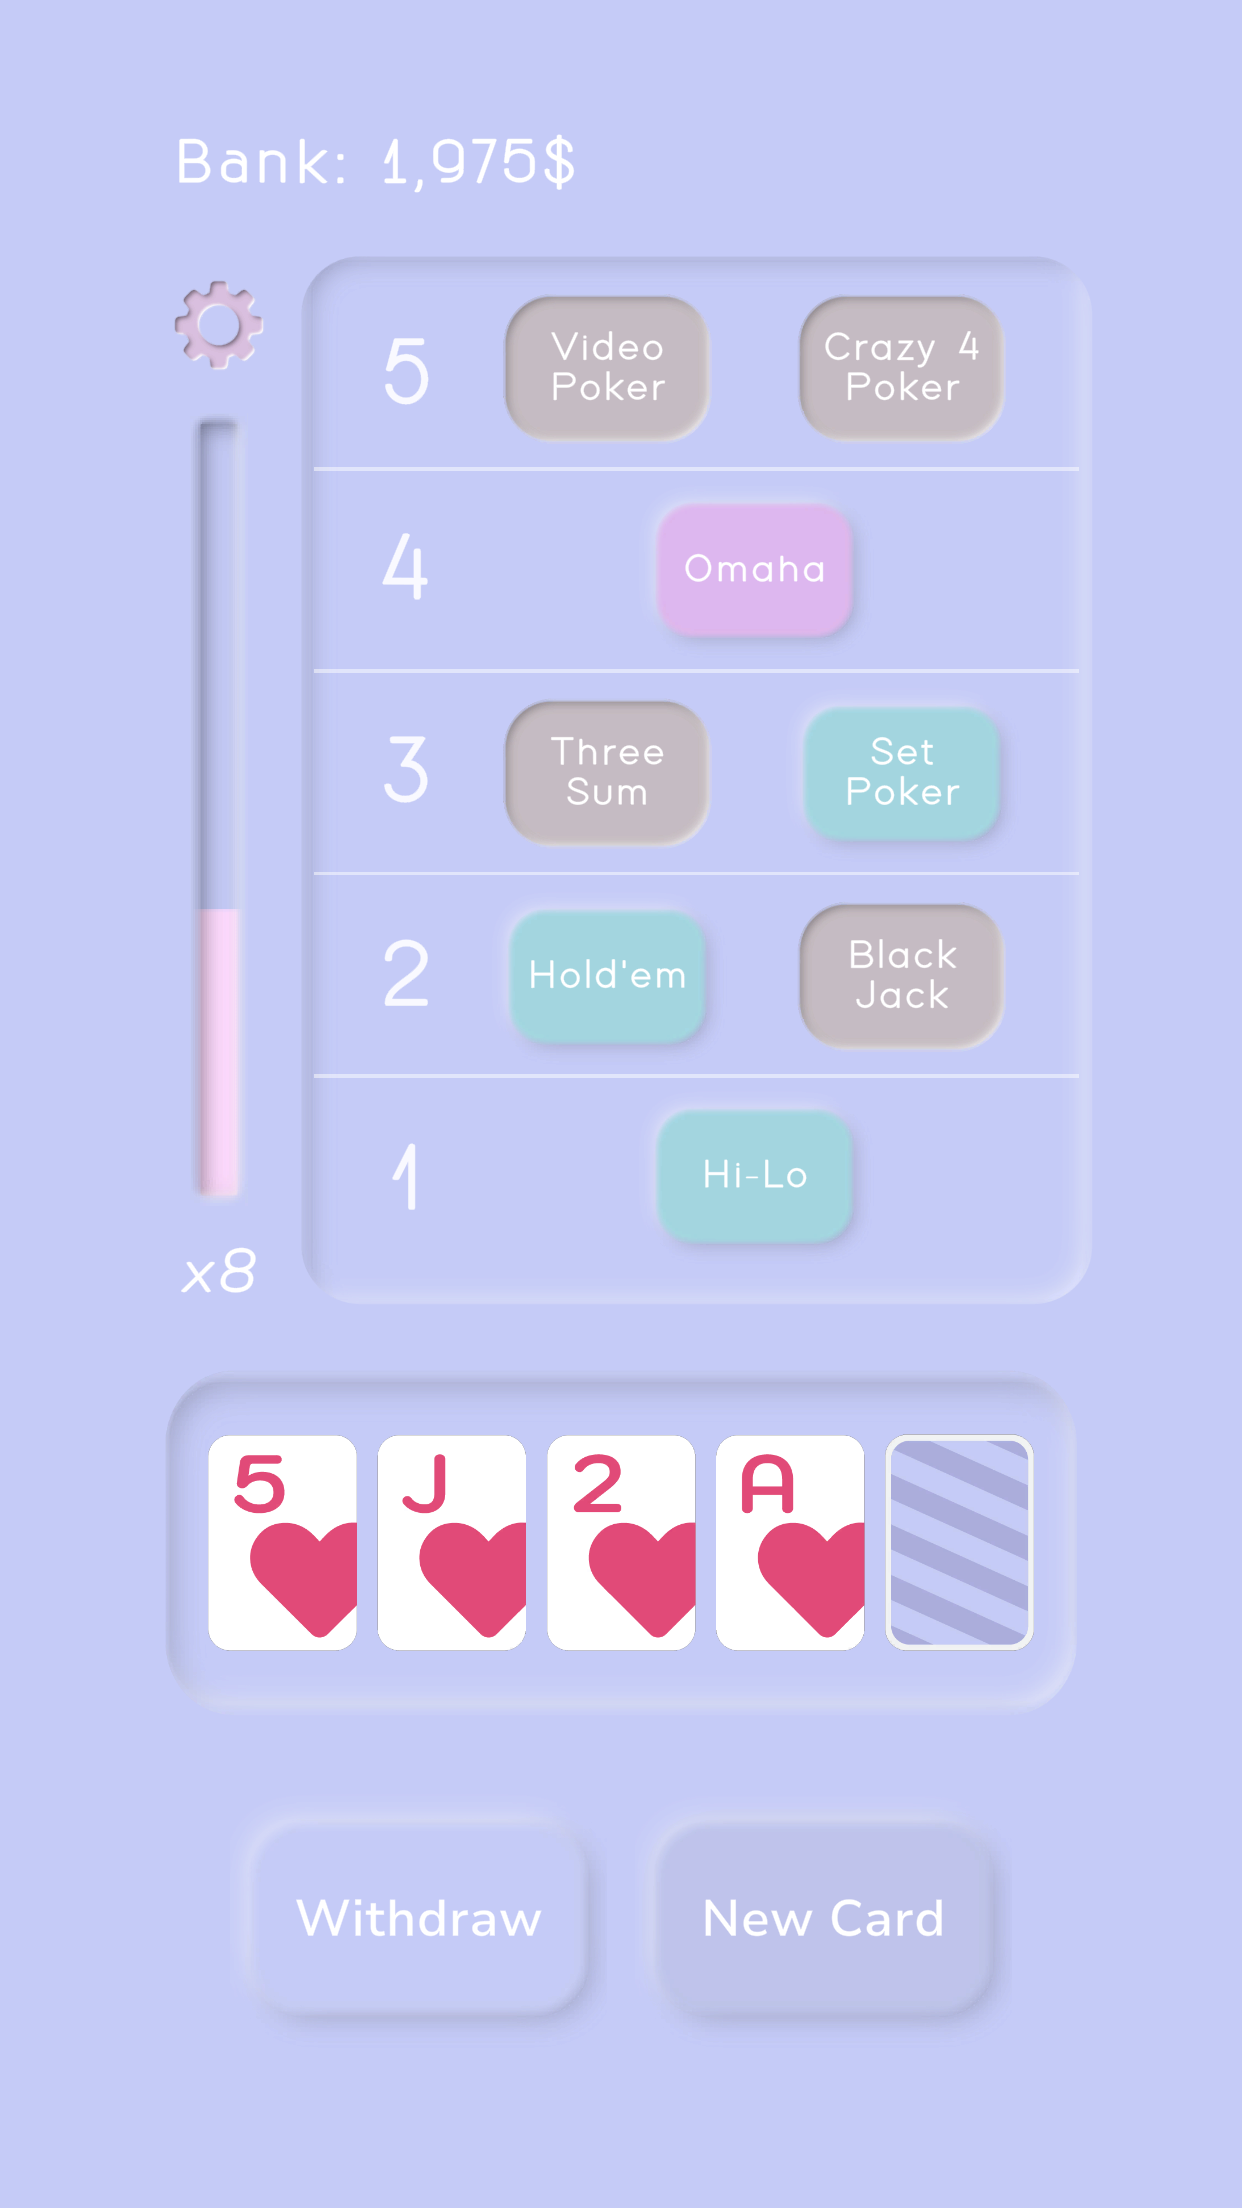 Bank: 1,975$
5
Video
Poker
Crazy 4
Poker
4
Omaha
3
Three
Sum
Set
Poker
2
Hold'em
Black
Jack
1
Hi-Lo
x8
5
J
2
A
Withdraw
New Card